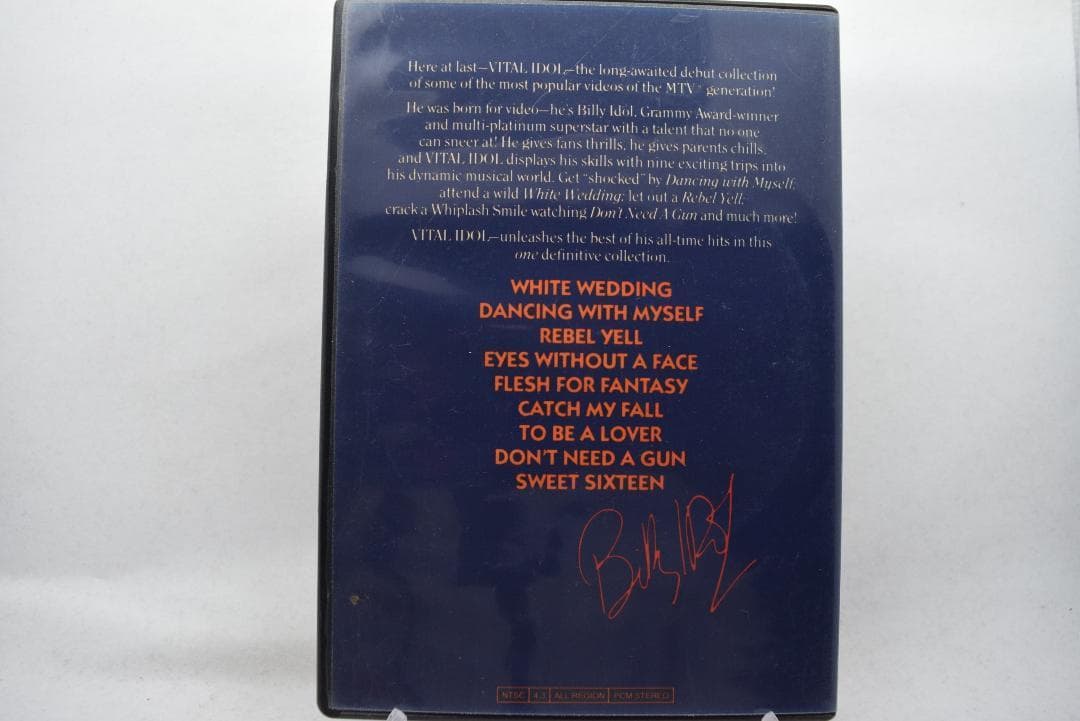 Here at last—VITAL IDOL—the long-awaited debut collection
of some of the most popular videos of the MTV generation!
He was born for video—he's Billy Idol, Grammy Award-winner
and multi-platinum superstar with a talent that no one
can sneer at! He gives fans thrills, he gives parents chills,
and VITAL IDOL displays his skills with nine exciting trips into
his dynamic musical world. Get "shocked" by Dancing with Myself;
attend a wild White Wedding; let out a Rebel Yell;
crack a Whiplash Smile watching Don't Need A Gun and much more!
VITAL IDOL—unleashes the best of his all-time hits in this
one definitive collection.
WHITE WEDDING
DANCING WITH MYSELF
REBEL YELL
EYES WITHOUT A FACE
FLESH FOR FANTASY
CATCH MY FALL
TO BE A LOVER
DON'T NEED A GUN
SWEET SIXTEEN
Billy Idol
NTSC 4:3 ALL REGION PCM STEREO